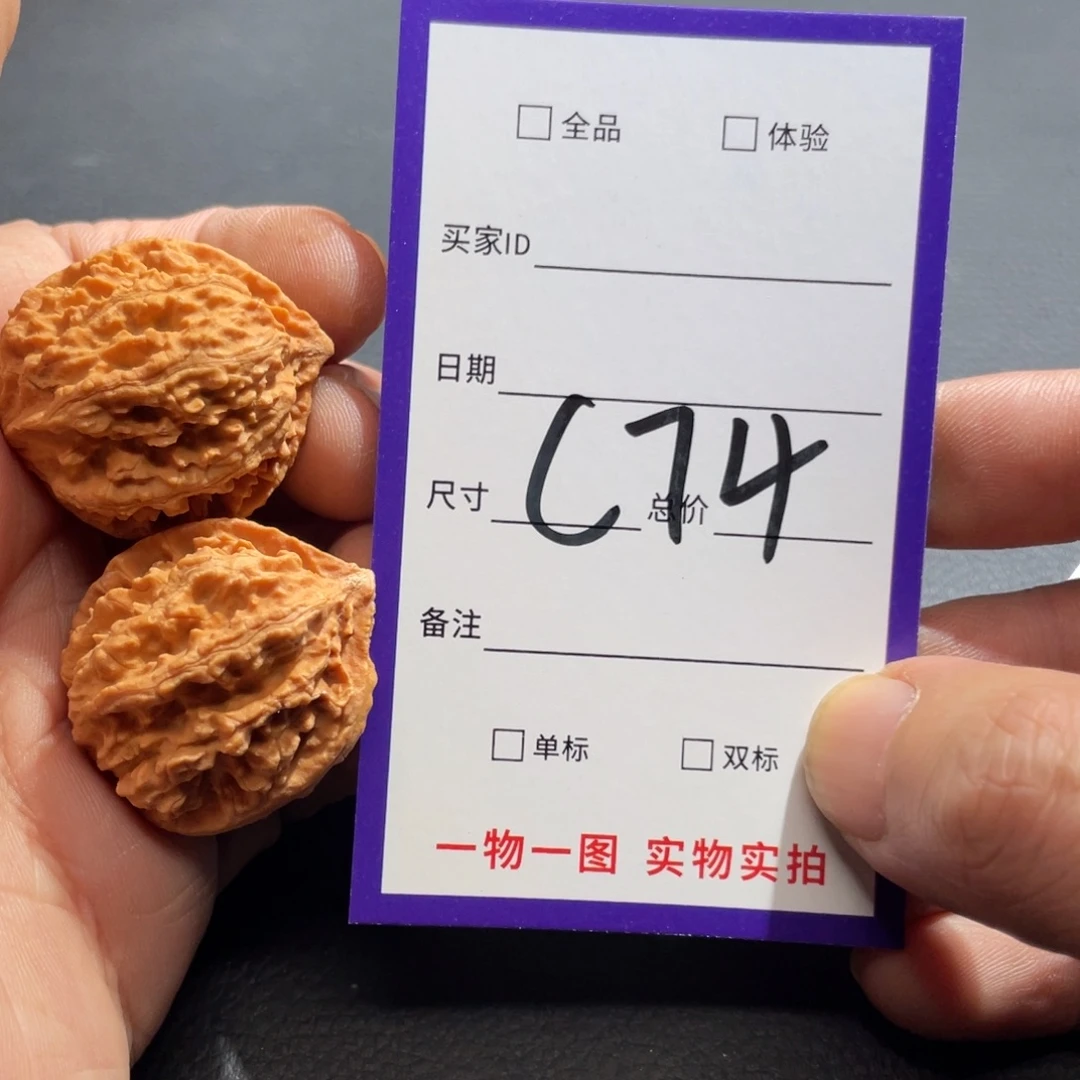 全品 体验
买家ID
日期
C74
尺寸 总价
备注
单标 双标
一物一图 实物实拍